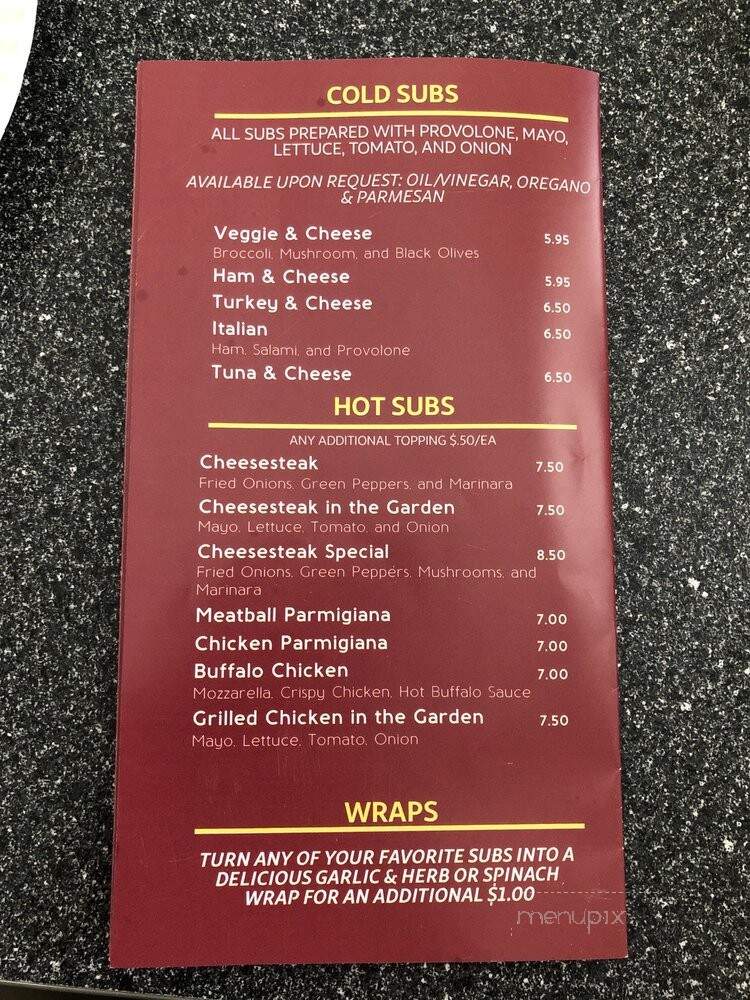 COLD SUBS
ALL SUBS PREPARED WITH PROVOLONE, MAYO,
LETTUCE, TOMATO, AND ONION
AVAILABLE UPON REQUEST: OIL/VINEGAR, OREGANO
& PARMESAN
Veggie & Cheese 5.95
Broccoli, Mushroom, and Black Olives
Ham & Cheese 5.95
Turkey & Cheese 6.50
Italian 6.50
Ham, Salami, and Provolone
Tuna & Cheese 6.50
HOT SUBS
ANY ADDITIONAL TOPPING $.50/EA
Cheesesteak 7.50
Fried Onions, Green Peppers, and Marinara
Cheesesteak in the Garden 7.50
Mayo, Lettuce, Tomato, and Onion
Cheesesteak Special 8.50
Fried Onions, Green Peppers, Mushrooms, and
Marinara
Meatball Parmigiana 7.00
Chicken Parmigiana 7.00
Buffalo Chicken 7.00
Mozzarella, Crispy Chicken, Hot Buffalo Sauce
Grilled Chicken in the Garden 7.50
Mayo, Lettuce, Tomato, Onion
WRAPS
TURN ANY OF YOUR FAVORITE SUBS INTO A
DELICIOUS GARLIC & HERB OR SPINACH
WRAP FOR AN ADDITIONAL $1.00
menupix